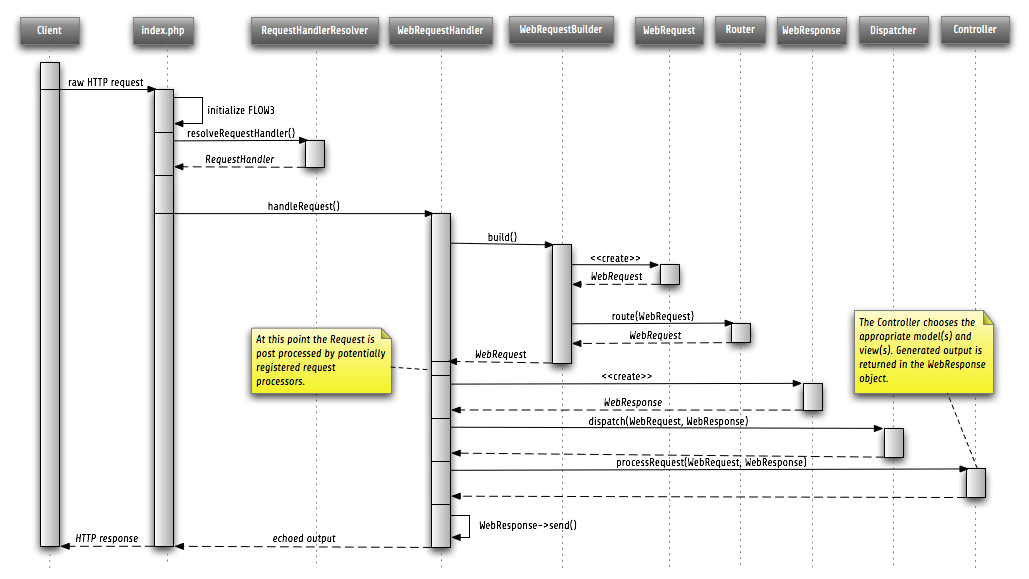 Client
index.php
RequestHandlerResolver
WebRequestHandler
WebRequestBuilder
WebRequest
Router
WebResponse
Dispatcher
Controller
raw HTTP request
initialize FLOW3
resolveRequestHandler()
RequestHandler
handleRequest()
build()
<<create>>
WebRequest
route(WebRequest)
WebRequest
WebRequest
At this point the Request is
post processed by potentially
registered request
processors.
The Controller chooses the
appropriate model(s) and
view(s). Generated output is
returned in the WebResponse
object.
<<create>>
WebResponse
dispatch(WebRequest, WebResponse)
processRequest(WebRequest, WebResponse)
WebResponse->send()
echoed output
HTTP response